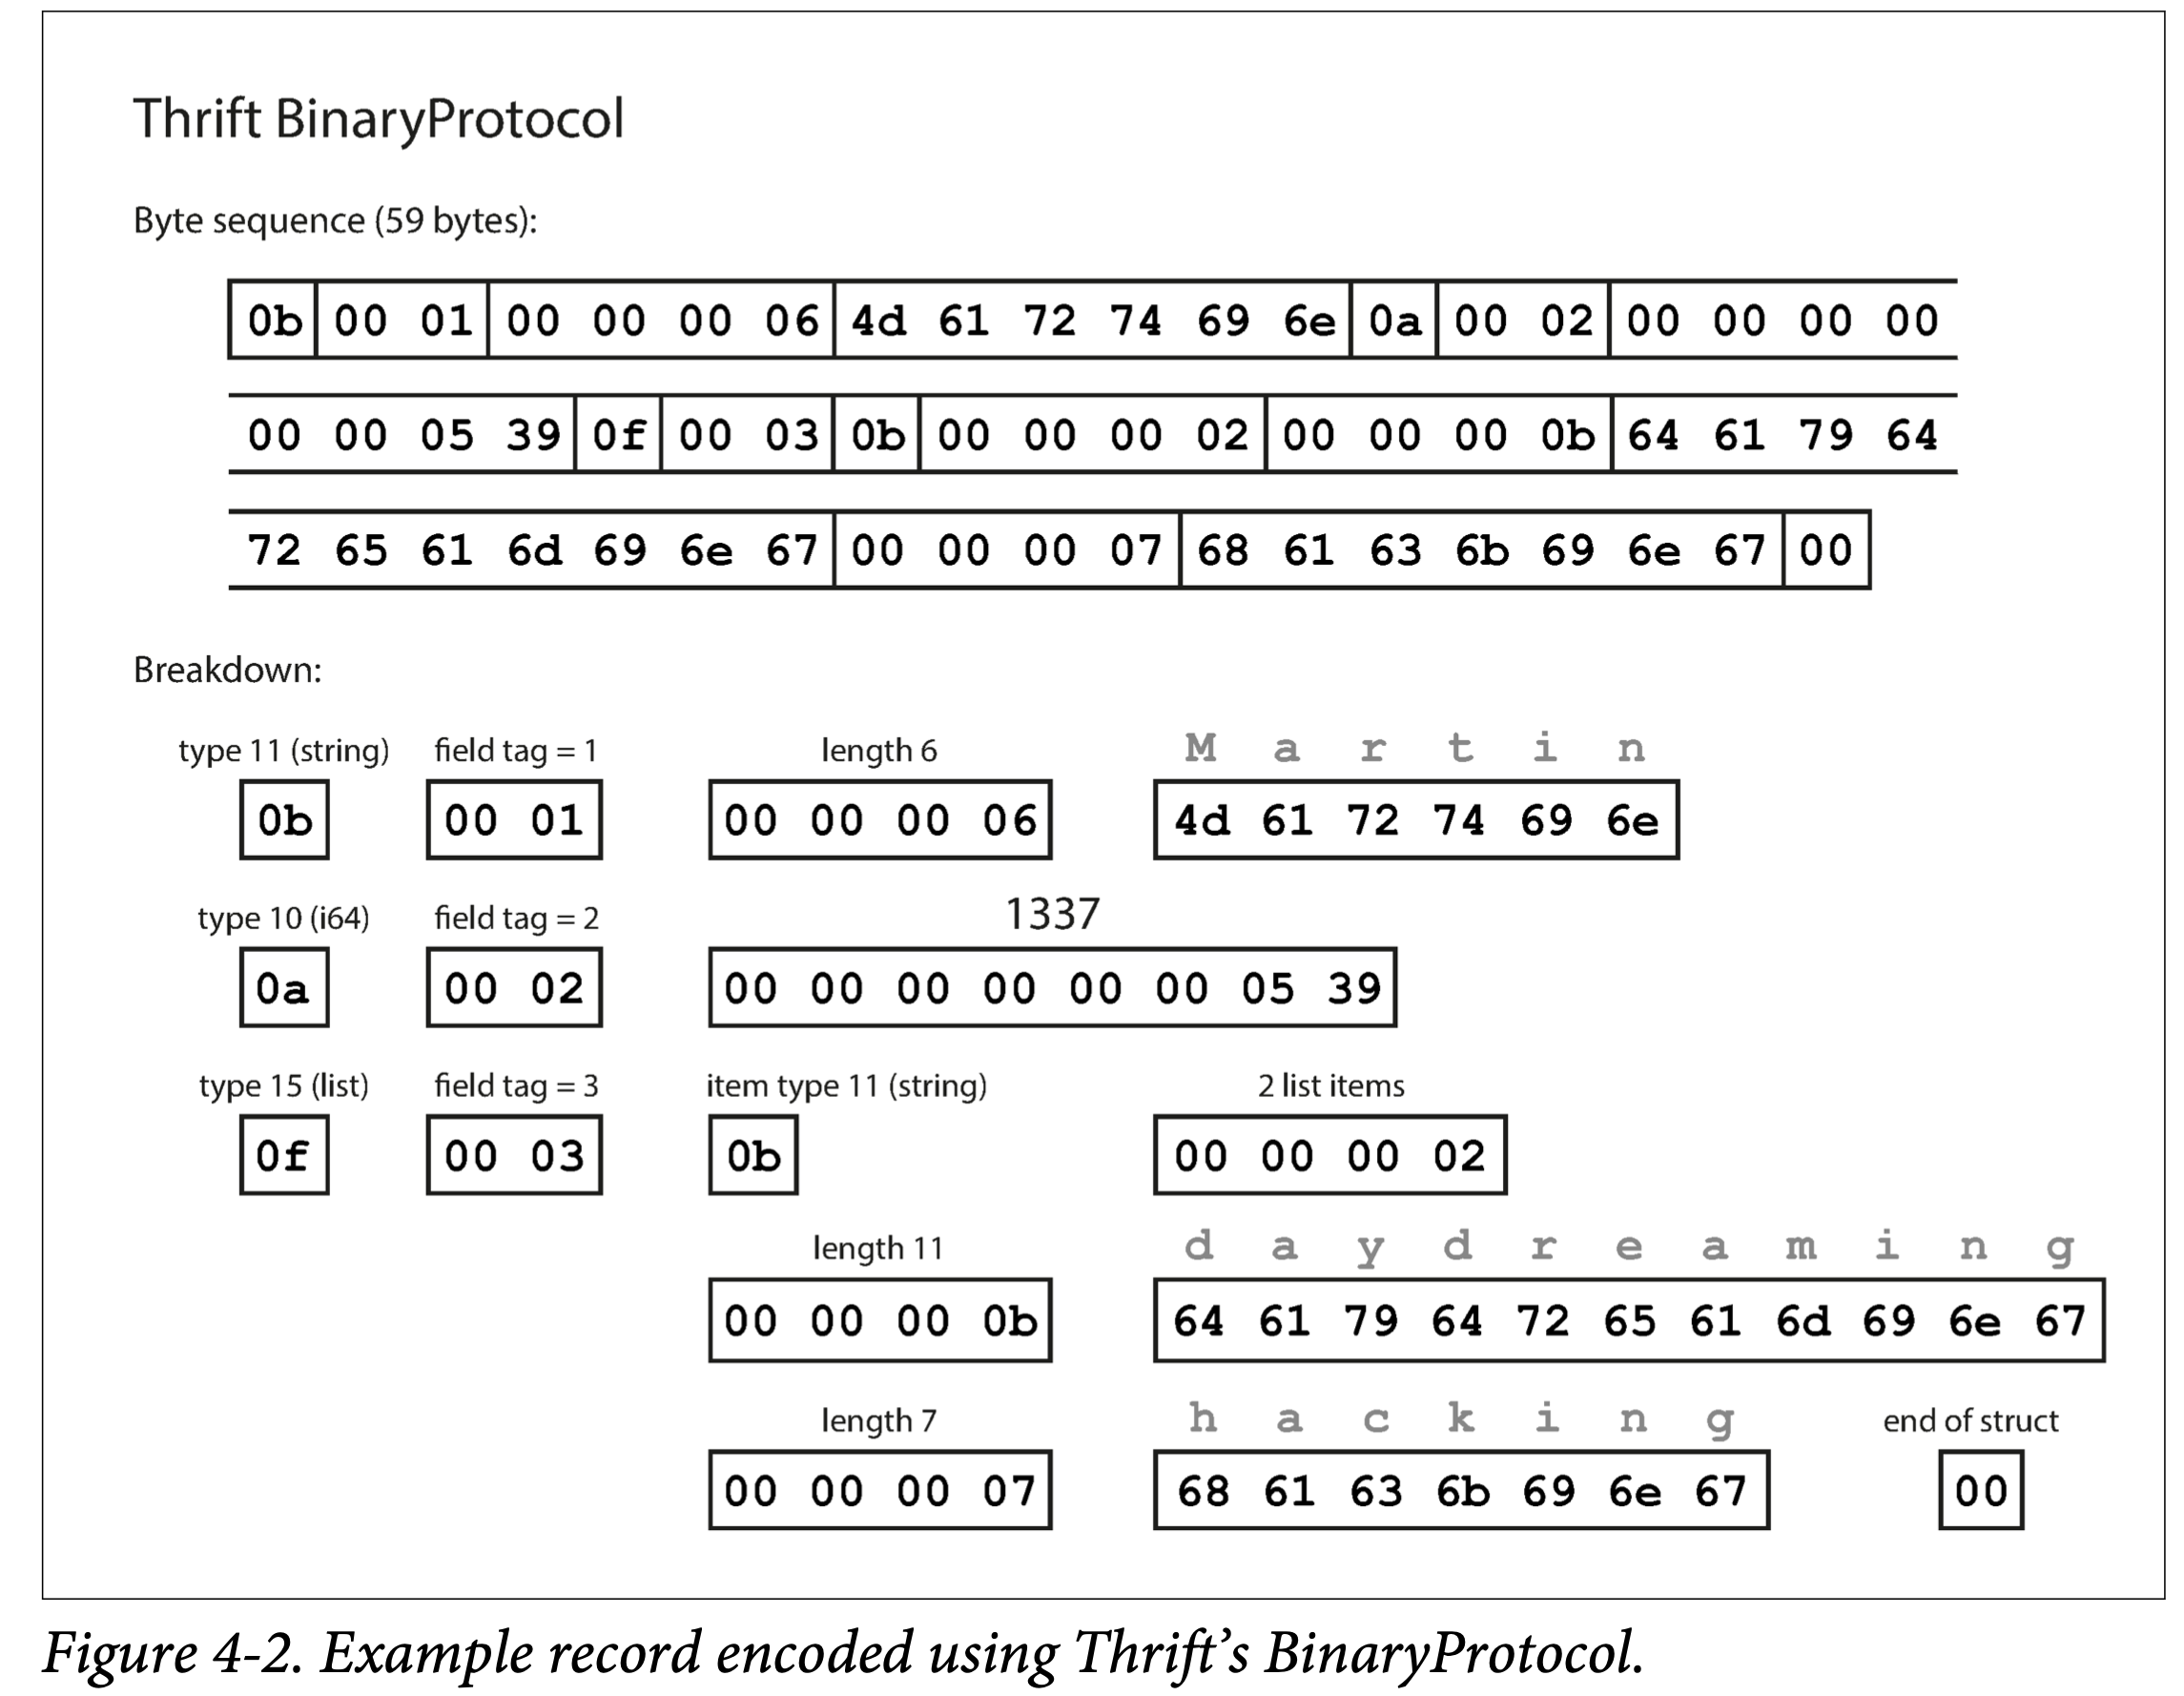 Thrift BinaryProtocol
Byte sequence (59 bytes):
0b 00 01 00 00 00 06 4d 61 72 74 69 6e 0a 00 02 00 00 00 00
00 00 05 39 0f 00 03 0b 00 00 00 02 00 00 00 0b 64 61 79 64
72 65 61 6d 69 6e 67 00 00 00 07 68 61 63 6b 69 6e 67 00
Breakdown:
type 11 (string) field tag = 1 length 6 M a r t i n
0b 00 01 00 00 00 06 4d 61 72 74 69 6e
type 10 (i64) field tag = 2 1337
0a 00 02 00 00 00 00 00 00 05 39
type 15 (list) field tag = 3 item type 11 (string) 2 list items
0f 00 03 0b 00 00 00 02
length 11 d a y d r e a m i n g
00 00 00 0b 64 61 79 64 72 65 61 6d 69 6e 67
length 7 h a c k i n g end of struct
00 00 00 07 68 61 63 6b 69 6e 67 00
Figure 4-2. Example record encoded using Thrift’s BinaryProtocol.